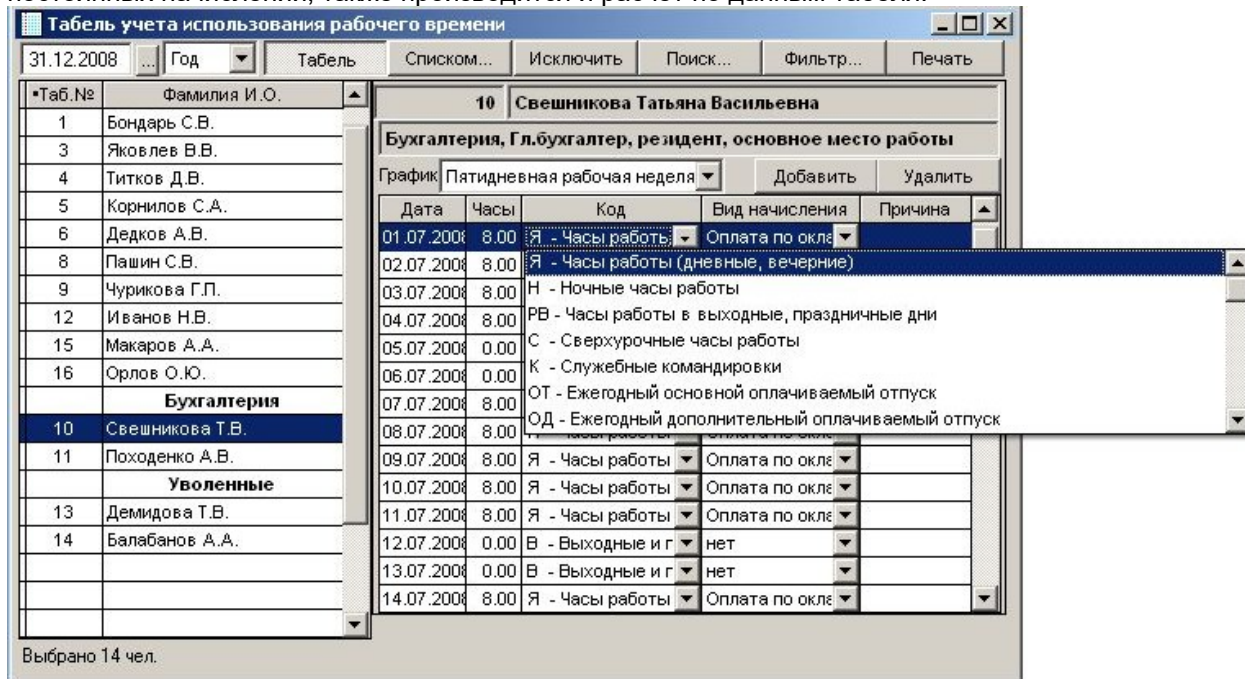 Табель учета использования рабочего времени
31.12.2008 ... Год Табель Списком... Исключить Поиск... Фильтр... Печать
•Таб.№ Фамилия И.О.
1 Бондарь С.В.
3 Яковлев В.В.
4 Титков Д.В.
5 Корнилов С.А.
6 Дедков А.В.
8 Пашин С.В.
9 Чурикова Г.П.
12 Иванов Н.В.
15 Макаров А.А.
16 Орлов О.Ю.
Бухгалтерия
10 Свешникова Т.В.
11 Походенко А.В.
Уволенные
13 Демидова Т.В.
14 Балабанов А.А.
10 Свешникова Татьяна Васильевна
Бухгалтерия, Гл.бухгалтер, резидент, основное место работы
График Пятидневная рабочая неделя Добавить Удалить
Дата Часы Код Вид начисления Причина
01.07.2008 8.00 Я - Часы работы Оплата по окла
02.07.2008 8.00 Я - Часы работы (дневные, вечерние)
03.07.2008 8.00 Н - Ночные часы работы
04.07.2008 8.00 РВ - Часы работы в выходные, праздничные дни
05.07.2008 0.00 С - Сверхурочные часы работы
06.07.2008 0.00 К - Служебные командировки
07.07.2008 8.00 ОТ - Ежегодный основной оплачиваемый отпуск
08.07.2008 8.00 ОД - Ежегодный дополнительный оплачиваемый отпуск
09.07.2008 8.00 Я - Часы работы Оплата по окла
10.07.2008 8.00 Я - Часы работы Оплата по окла
11.07.2008 8.00 Я - Часы работы Оплата по окла
12.07.2008 0.00 В - Выходные и г нет
13.07.2008 0.00 В - Выходные и г нет
14.07.2008 8.00 Я - Часы работы Оплата по окла
Выбрано 14 чел.